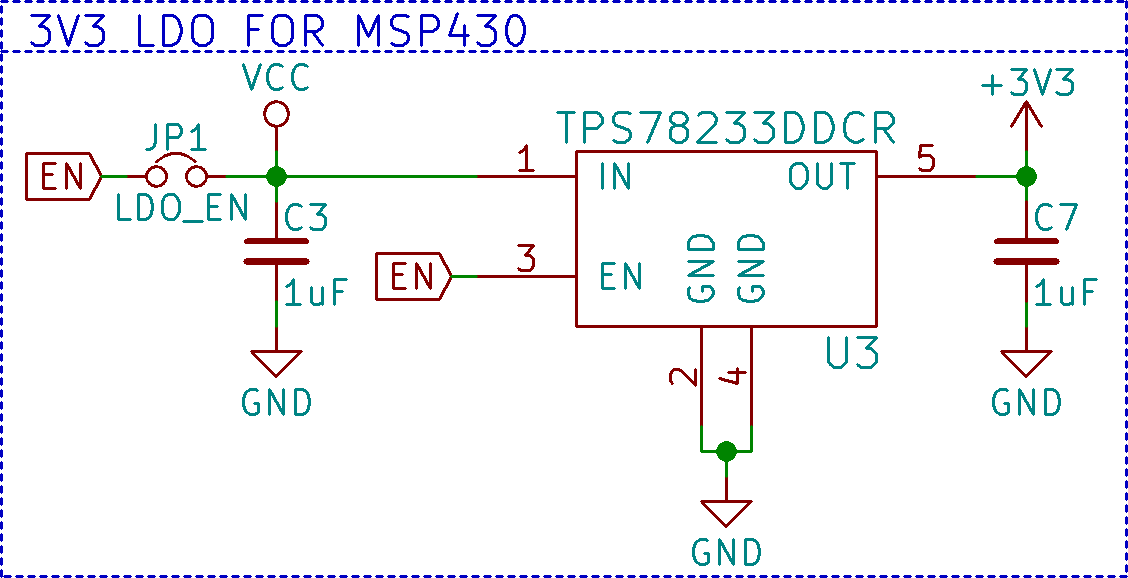 3V3 LDO FOR MSP430
VCC
+3V3
JP1
TPS78233DDCR
EN
1
IN
OUT
5
LDO_EN
C3
C7
EN
3
EN
GND
GND
1uF
1uF
U3
2
4
GND
GND
GND